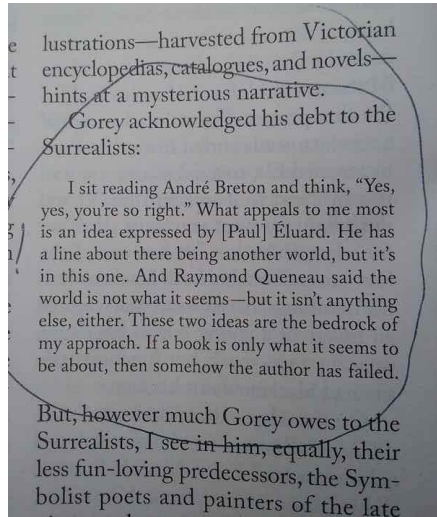 lustrations—harvested from Victorian
encyclopedias, catalogues, and novels—
hints at a mysterious narrative.
Gorey acknowledged his debt to the
Surrealists:
I sit reading André Breton and think, “Yes,
yes, you’re so right.” What appeals to me most
is an idea expressed by [Paul] Éluard. He has
a line about there being another world, but it’s
in this one. And Raymond Queneau said the
world is not what it seems—but it isn’t anything
else, either. These two ideas are the bedrock of
my approach. If a book is only what it seems to
be about, then somehow the author has failed.
But, however much Gorey owes to the
Surrealists, I see in him, equally, their
less fun-loving predecessors, the Sym-
bolist poets and painters of the late